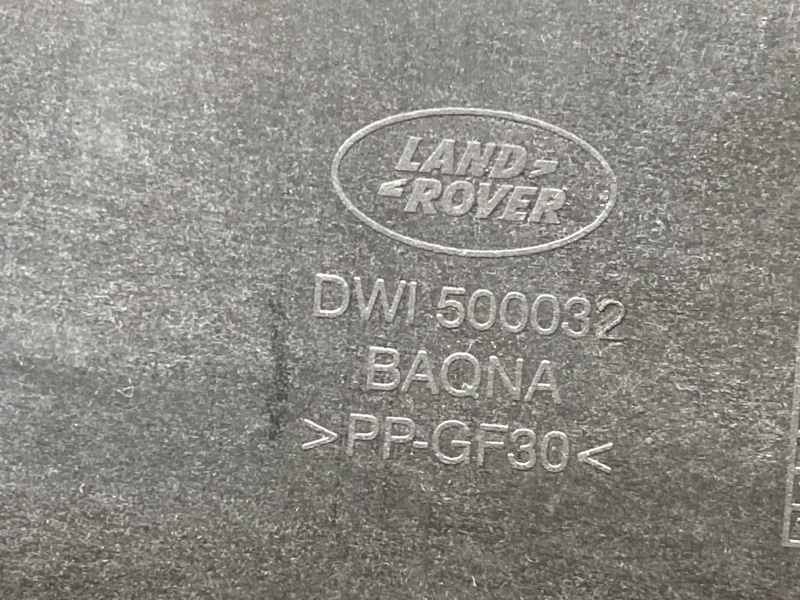 LAND
ROVER
DWI 500032
BAQNA
>PP-GF30<